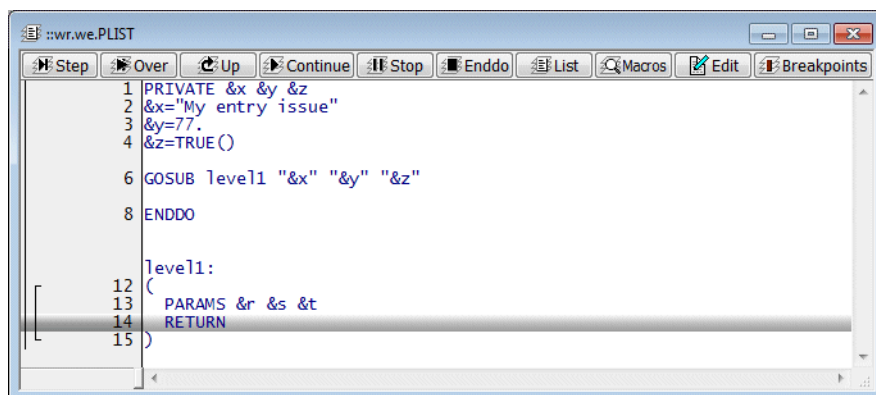 ::wr.we.PLIST
Step Over Up Continue Stop Enddo List Macros Edit Breakpoints
1 PRIVATE &x &y &z
2 &x="My entry issue"
3 &y=77.
4 &z=TRUE()
6 GOSUB level1 "&x" "&y" "&z"
8 ENDDO
level1:
12 (
13 PARAMS &r &s &t
14 RETURN
15 )